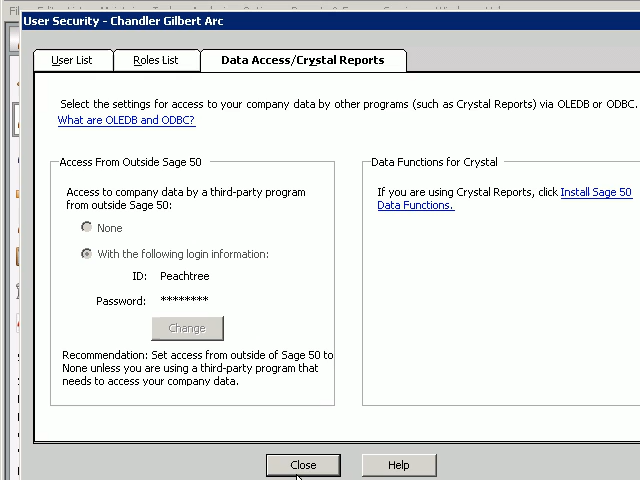 User Security - Chandler Gilbert Arc
User List
Roles List
Data Access/Crystal Reports
Select the settings for access to your company data by other programs (such as Crystal Reports) via OLEDB or ODBC.
What are OLEDB and ODBC?
Access From Outside Sage 50
Access to company data by a third-party program
from outside Sage 50:
None
With the following login information:
ID: Peachtree
Password: ********
Change
Recommendation: Set access from outside of Sage 50 to
None unless you are using a third-party program that
needs to access your company data.
Data Functions for Crystal
If you are using Crystal Reports, click Install Sage 50
Data Functions.
Close
Help